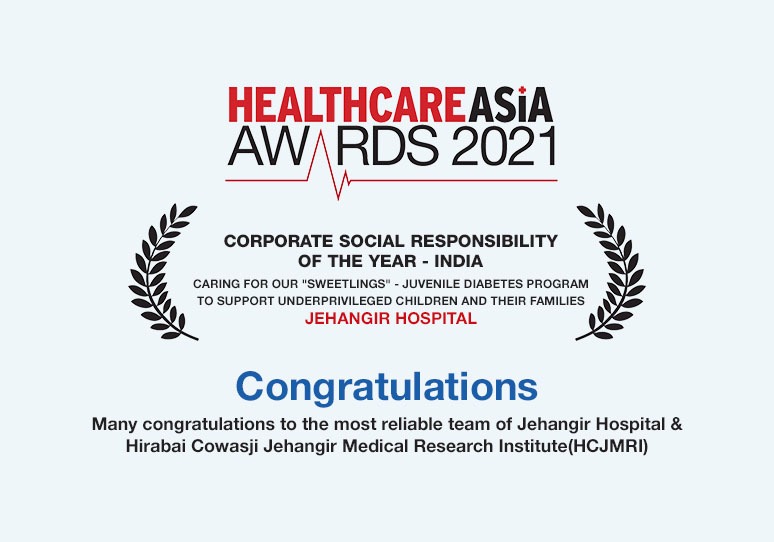 HEALTHCAREASiA
AWARDS 2021
CORPORATE SOCIAL RESPONSIBILITY
OF THE YEAR - INDIA
CARING FOR OUR "SWEETLINGS" - JUVENILE DIABETES PROGRAM
TO SUPPORT UNDERPRIVILEGED CHILDREN AND THEIR FAMILIES
JEHANGIR HOSPITAL
Congratulations
Many congratulations to the most reliable team of Jehangir Hospital &
Hirabai Cowasji Jehangir Medical Research Institute(HCJMRI)